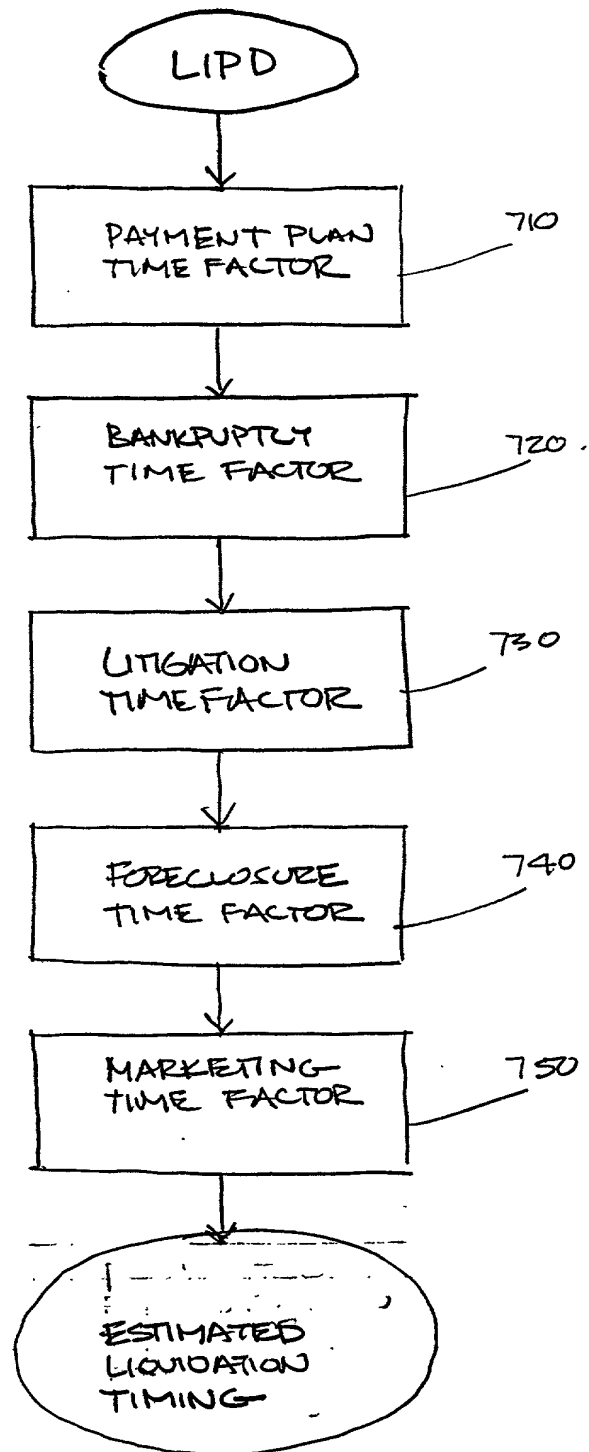 LIPD
PAYMENT PLAN
TIME FACTOR
710
BANKPUPTLY
TIME FACTOR
720
LITIGATION
TIME FACTOR
730
FORECLOSURE
TIME FACTOR
740
MARKETING
TIME FACTOR
750
ESTIMATED
LIQUIDATION
TIMING